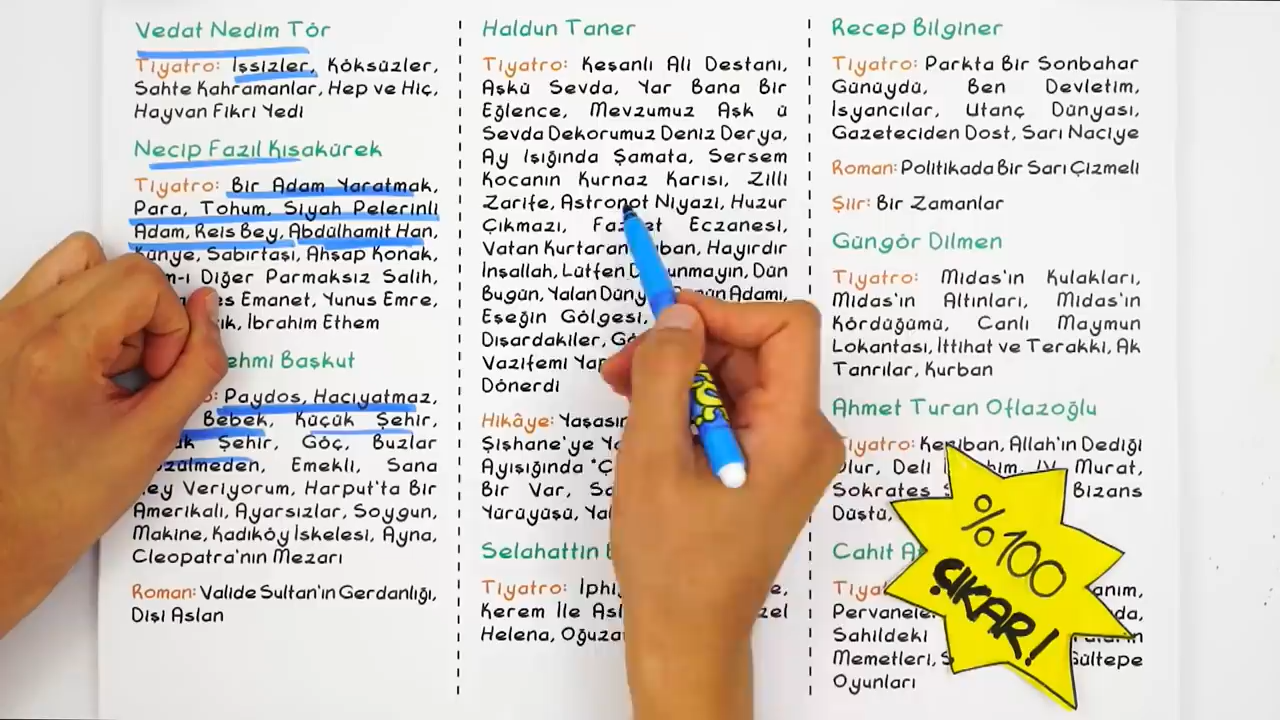 Vedat Nedim Tör
Tiyatro: İşsizler, Köksüzler,
Sahte Kahramanlar, Hep ve Hiç,
Hayvan Fikri Yedi
Necip Fazıl Kısakürek
Tiyatro: Bir Adam Yaratmak,
Para, Tohum, Siyah Pelerinli
Adam, Reis Bey, Abdülhamit Han,
Künye, Sabırtaşı, Ahşap Konak,
Diğer Parmaksız Salih,
Emanet, Yunus Emre,
İbrahim Ethem
Başkut
Paydos, Hacıyatmaz,
Bebek, Küçük Şehir,
Şehir, Göç, Buzlar
Emekli, Sana
Veriyorum, Harput'ta Bir
Amerikalı, Ayarsızlar, Soygun,
Makine, Kadıköy İskelesi, Ayna,
Cleopatra'nın Mezarı
Roman: Valide Sultan'ın Gerdanlığı,
Dişi Aslan
Haldun Taner
Tiyatro: Keşanlı Ali Destanı,
Aşkü Sevda, Yar Bana Bir
Eğlence, Mevzumuz Aşk ü
Sevda Dekorumuz Deniz Derya,
Ay Işığında Şamata, Sersem
Kocanın Kurnaz Karısı, Zilli
Zarife, Astronot Niyazi, Huzur
Çıkmazı, Eczanesi,
Vatan Kurtaran Hayırdır
İnşallah, Lütfen Dün
Bugün, Yalan Adamı,
Eşeğin Gölgesi,
Dışardakiler,
Vazifemi
Dönerdi
Hikâye:
Şişhane'ye
Ayışığında
Bir Var,
Yürüyüşü,
Selahattin
Tiyatro:
Kerem İle
Helena,
Recep Bilginer
Tiyatro: Parkta Bir Sonbahar
Günüydü, Ben Devletim,
İsyancılar, Utanç Dünyası,
Gazeteciden Dost, Sarı Naciye
Roman: Politikada Bir Sarı Çizmeli
Şiir: Bir Zamanlar
Güngör Dilmen
Tiyatro: Midas'ın Kulakları,
Midas'ın Altınları, Midas'ın
Kördüğümü, Canlı Maymun
Lokantası, İttihat ve Terakki, Ak
Tanrılar, Kurban
Ahmet Turan Oflazoğlu
Tiyatro: Keziban, Allah'ın Dediği
Olur, Deli IV. Murat,
Sokrates Bizans
Düştü,
Cahit
Sahildeki
Memetleri, Gültepe
Oyunları
%100
ÇIKAR!